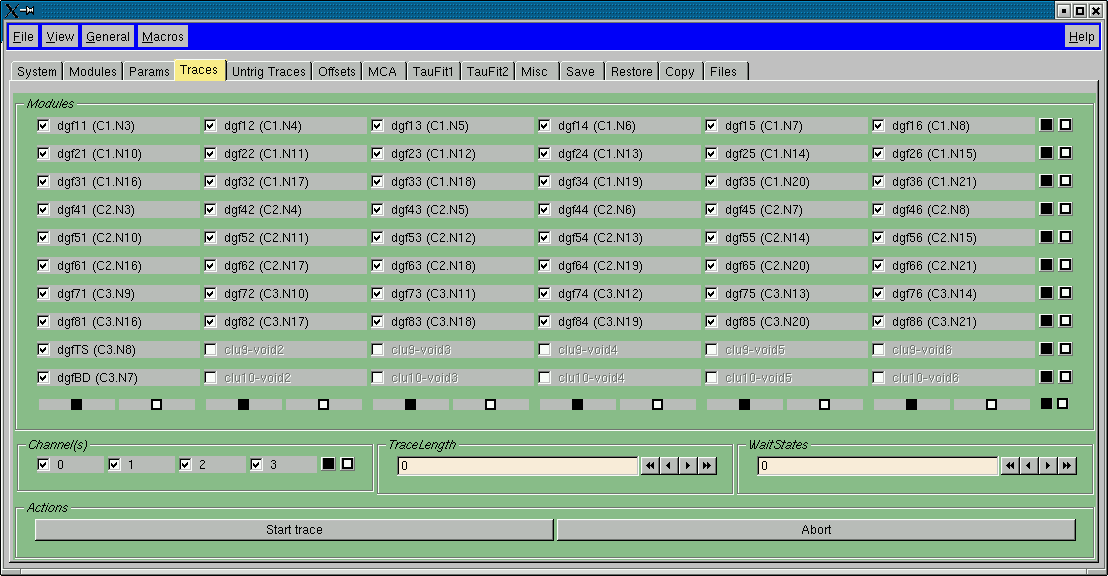 File View General Macros Help
System Modules Params Traces Untrig Traces Offsets MCA TauFit1 TauFit2 Misc Save Restore Copy Files
Modules
dgf11 (C1.N3) dgf12 (C1.N4) dgf13 (C1.N5) dgf14 (C1.N6) dgf15 (C1.N7) dgf16 (C1.N8)
dgf21 (C1.N10) dgf22 (C1.N11) dgf23 (C1.N12) dgf24 (C1.N13) dgf25 (C1.N14) dgf26 (C1.N15)
dgf31 (C1.N16) dgf32 (C1.N17) dgf33 (C1.N18) dgf34 (C1.N19) dgf35 (C1.N20) dgf36 (C1.N21)
dgf41 (C2.N3) dgf42 (C2.N4) dgf43 (C2.N5) dgf44 (C2.N6) dgf45 (C2.N7) dgf46 (C2.N8)
dgf51 (C2.N10) dgf52 (C2.N11) dgf53 (C2.N12) dgf54 (C2.N13) dgf55 (C2.N14) dgf56 (C2.N15)
dgf61 (C2.N16) dgf62 (C2.N17) dgf63 (C2.N18) dgf64 (C2.N19) dgf65 (C2.N20) dgf66 (C2.N21)
dgf71 (C3.N9) dgf72 (C3.N10) dgf73 (C3.N11) dgf74 (C3.N12) dgf75 (C3.N13) dgf76 (C3.N14)
dgf81 (C3.N16) dgf82 (C3.N17) dgf83 (C3.N18) dgf84 (C3.N19) dgf85 (C3.N20) dgf86 (C3.N21)
dgfTS (C3.N8) clu9-void2 clu9-void3 clu9-void4 clu9-void5 clu9-void6
dgfBD (C3.N7) clu10-void2 clu10-void3 clu10-void4 clu10-void5 clu10-void6
Channel(s) TraceLength WaitStates
0 1 2 3 0 0
Actions
Start trace Abort